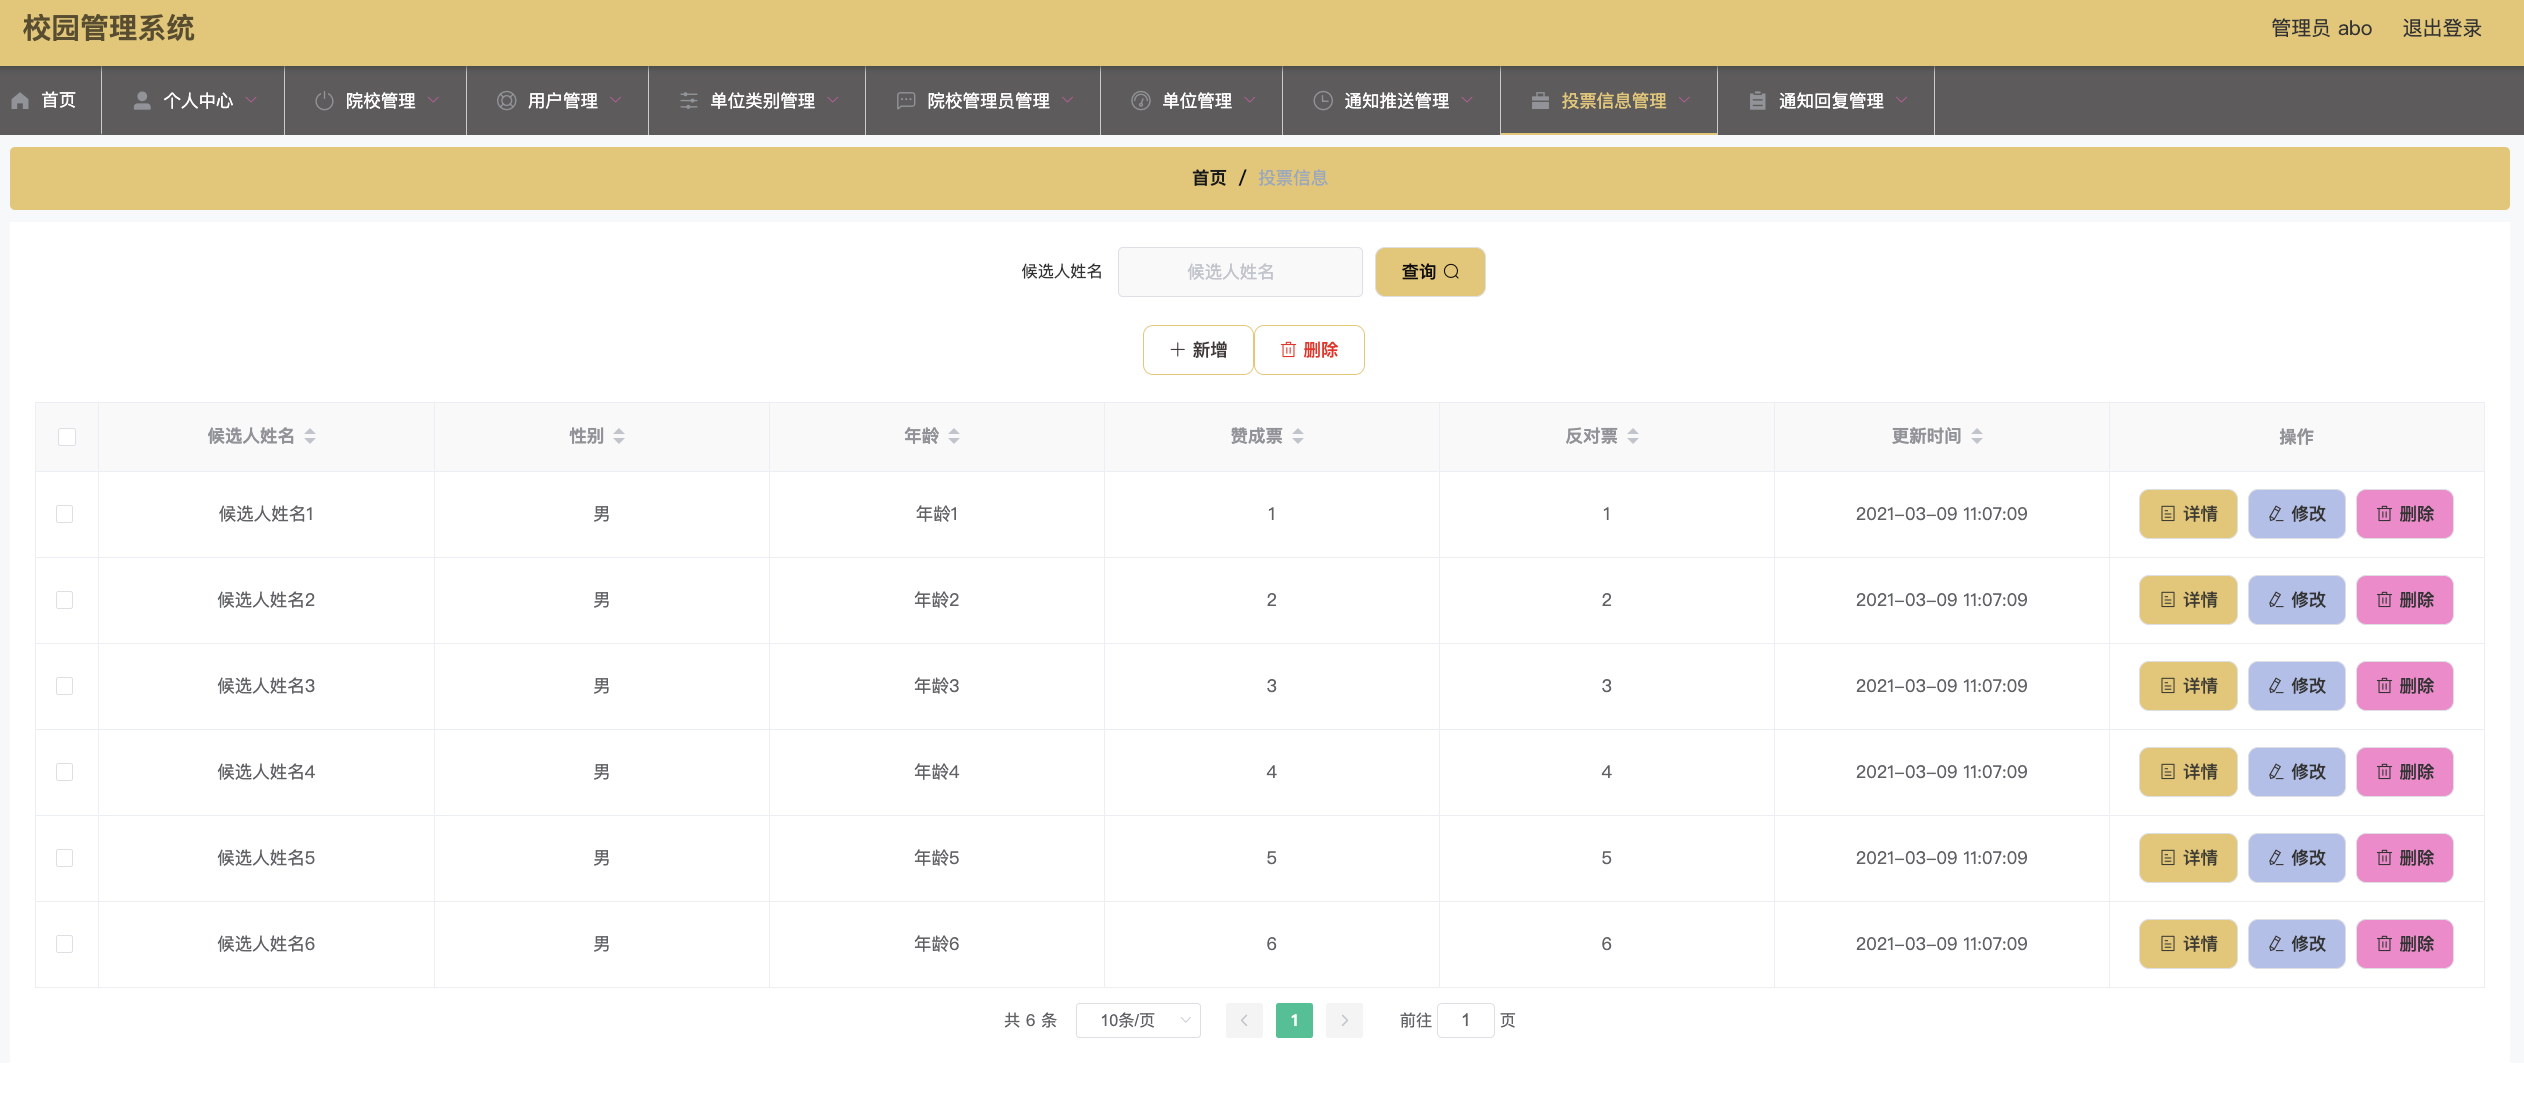 校园管理系统 管理员 abo 退出登录
首页 个人中心 院校管理 用户管理 单位类别管理 院校管理员管理 单位管理 通知推送管理 投票信息管理 通知回复管理
首页 / 投票信息
候选人姓名 候选人姓名 查询
新增 删除
候选人姓名 性别 年龄 赞成票 反对票 更新时间 操作
候选人姓名1 男 年龄1 1 1 2021-03-09 11:07:09 详情 修改 删除
候选人姓名2 男 年龄2 2 2 2021-03-09 11:07:09 详情 修改 删除
候选人姓名3 男 年龄3 3 3 2021-03-09 11:07:09 详情 修改 删除
候选人姓名4 男 年龄4 4 4 2021-03-09 11:07:09 详情 修改 删除
候选人姓名5 男 年龄5 5 5 2021-03-09 11:07:09 详情 修改 删除
候选人姓名6 男 年龄6 6 6 2021-03-09 11:07:09 详情 修改 删除
共 6 条 10条/页 1 前往 1 页